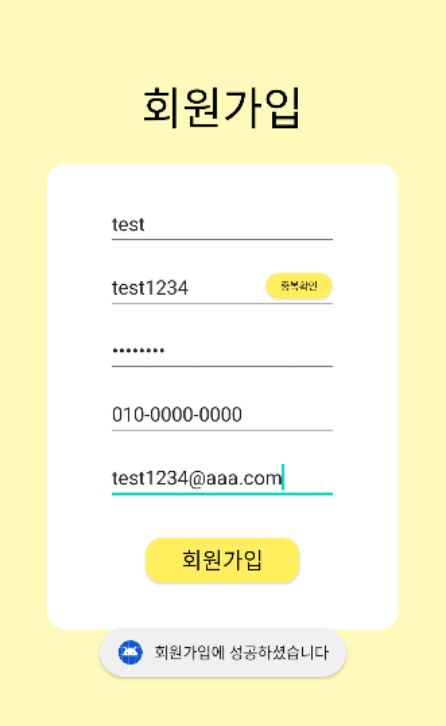 회원가입
test
test1234 중복확인
••••••••
010-0000-0000
test1234@aaa.com
회원가입
회원가입에 성공하셨습니다